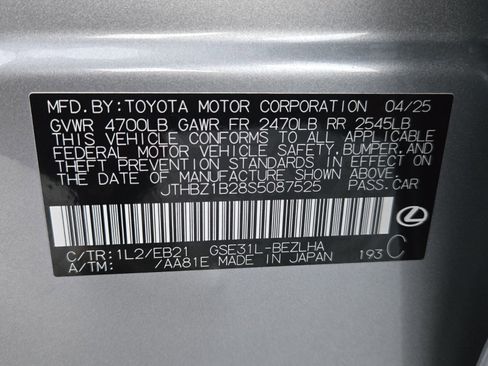 MFD.BY:TOYOTA MOTOR CORPORATION 04/25
GVWR 4700LB GAWR FR 2470LB RR 2545LB
THIS VEHICLE CONFORMS TO ALL APPLICABLE
FEDERAL MOTOR VEHICLE SAFETY,BUMPER,AND
THEFT PREVENTION STANDARDS IN EFFECT ON
THE DATE OF MANUFACTURE SHOWN ABOVE.
JTHBZ1B28S5087525 PASS.CAR
C/TR:1L2/EB21 GSE31L-BEZLHA
A/TM: /AA81E MADE IN JAPAN 193 C